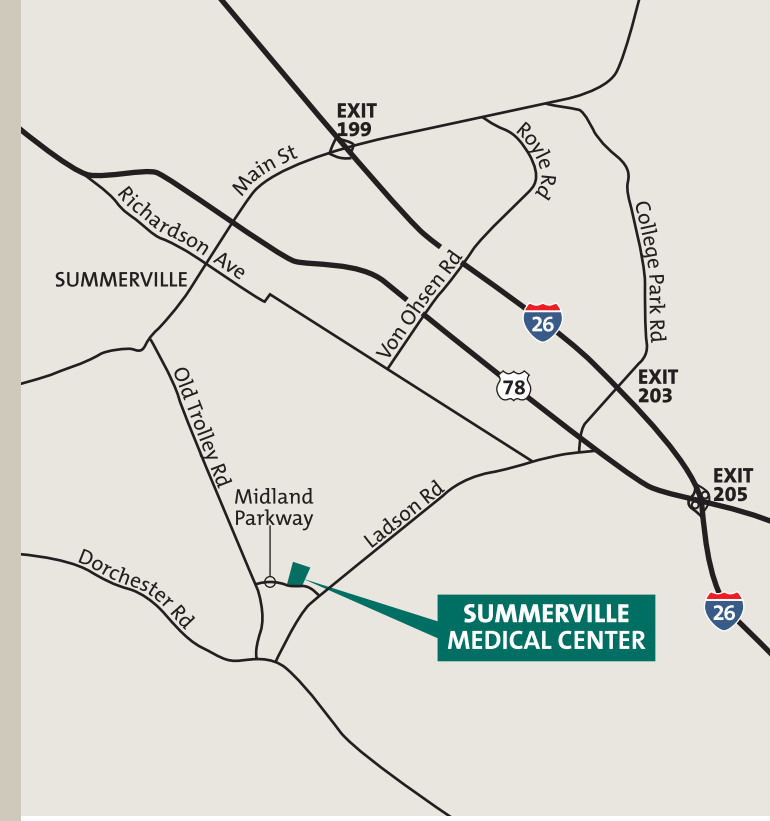 EXIT
199
Main St
Royle Rd
Richardson Ave
College Park Rd
SUMMERVILLE
Von Ohsen Rd
26
78
EXIT
203
Old Trolley Rd
EXIT
205
Midland
Parkway
Ladson Rd
Dorchester Rd
SUMMERVILLE
MEDICAL CENTER
26